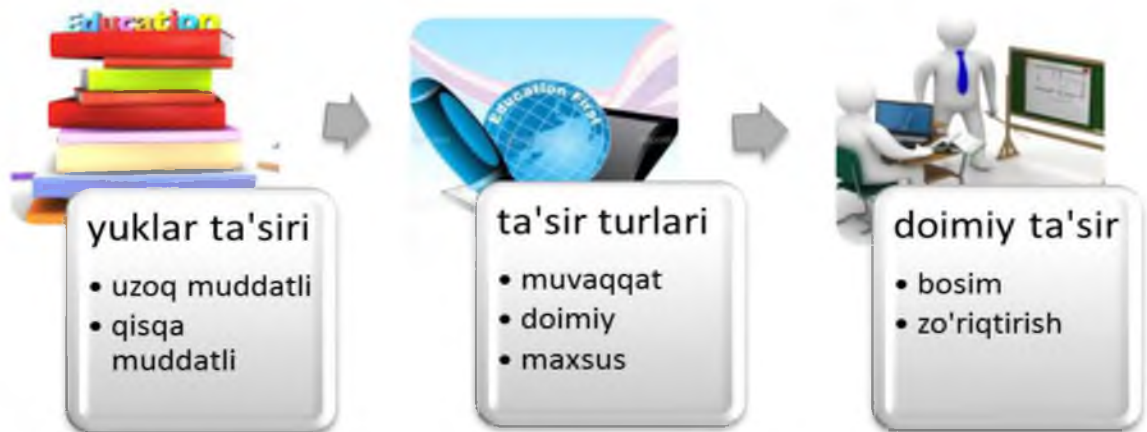 Education
Education First
yuklar ta'siri
• uzoq muddatli
• qisqa
muddatli
ta'sir turlari
• muvaqqat
• doimiy
• maxsus
doimiy ta'sir
• bosim
• zo'riqtirish